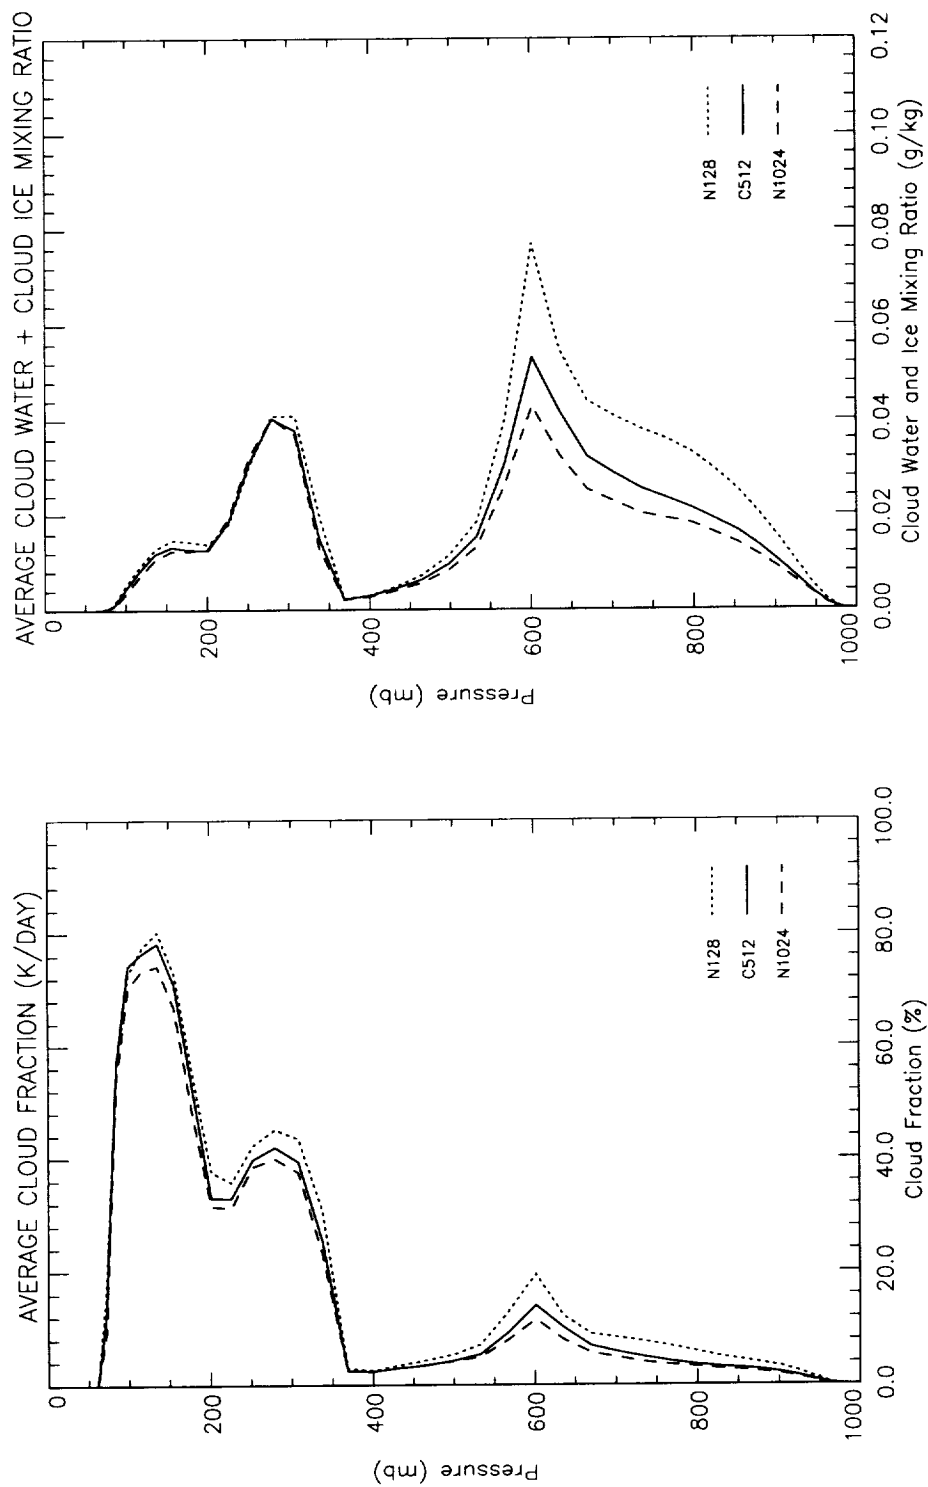 AVERAGE CLOUD FRACTION (K/DAY)
0
200
400
600
800
1000
Pressure (mb)
0.0
20.0
40.0
60.0
80.0
100.0
Cloud Fraction (%)
N128
C512
N1024
AVERAGE CLOUD WATER + CLOUD ICE MIXING RATIO
0
200
400
600
800
1000
Pressure (mb)
0.00
0.02
0.04
0.06
0.08
0.10
0.12
Cloud Water and Ice Mixing Ratio (g/kg)
N128
C512
N1024